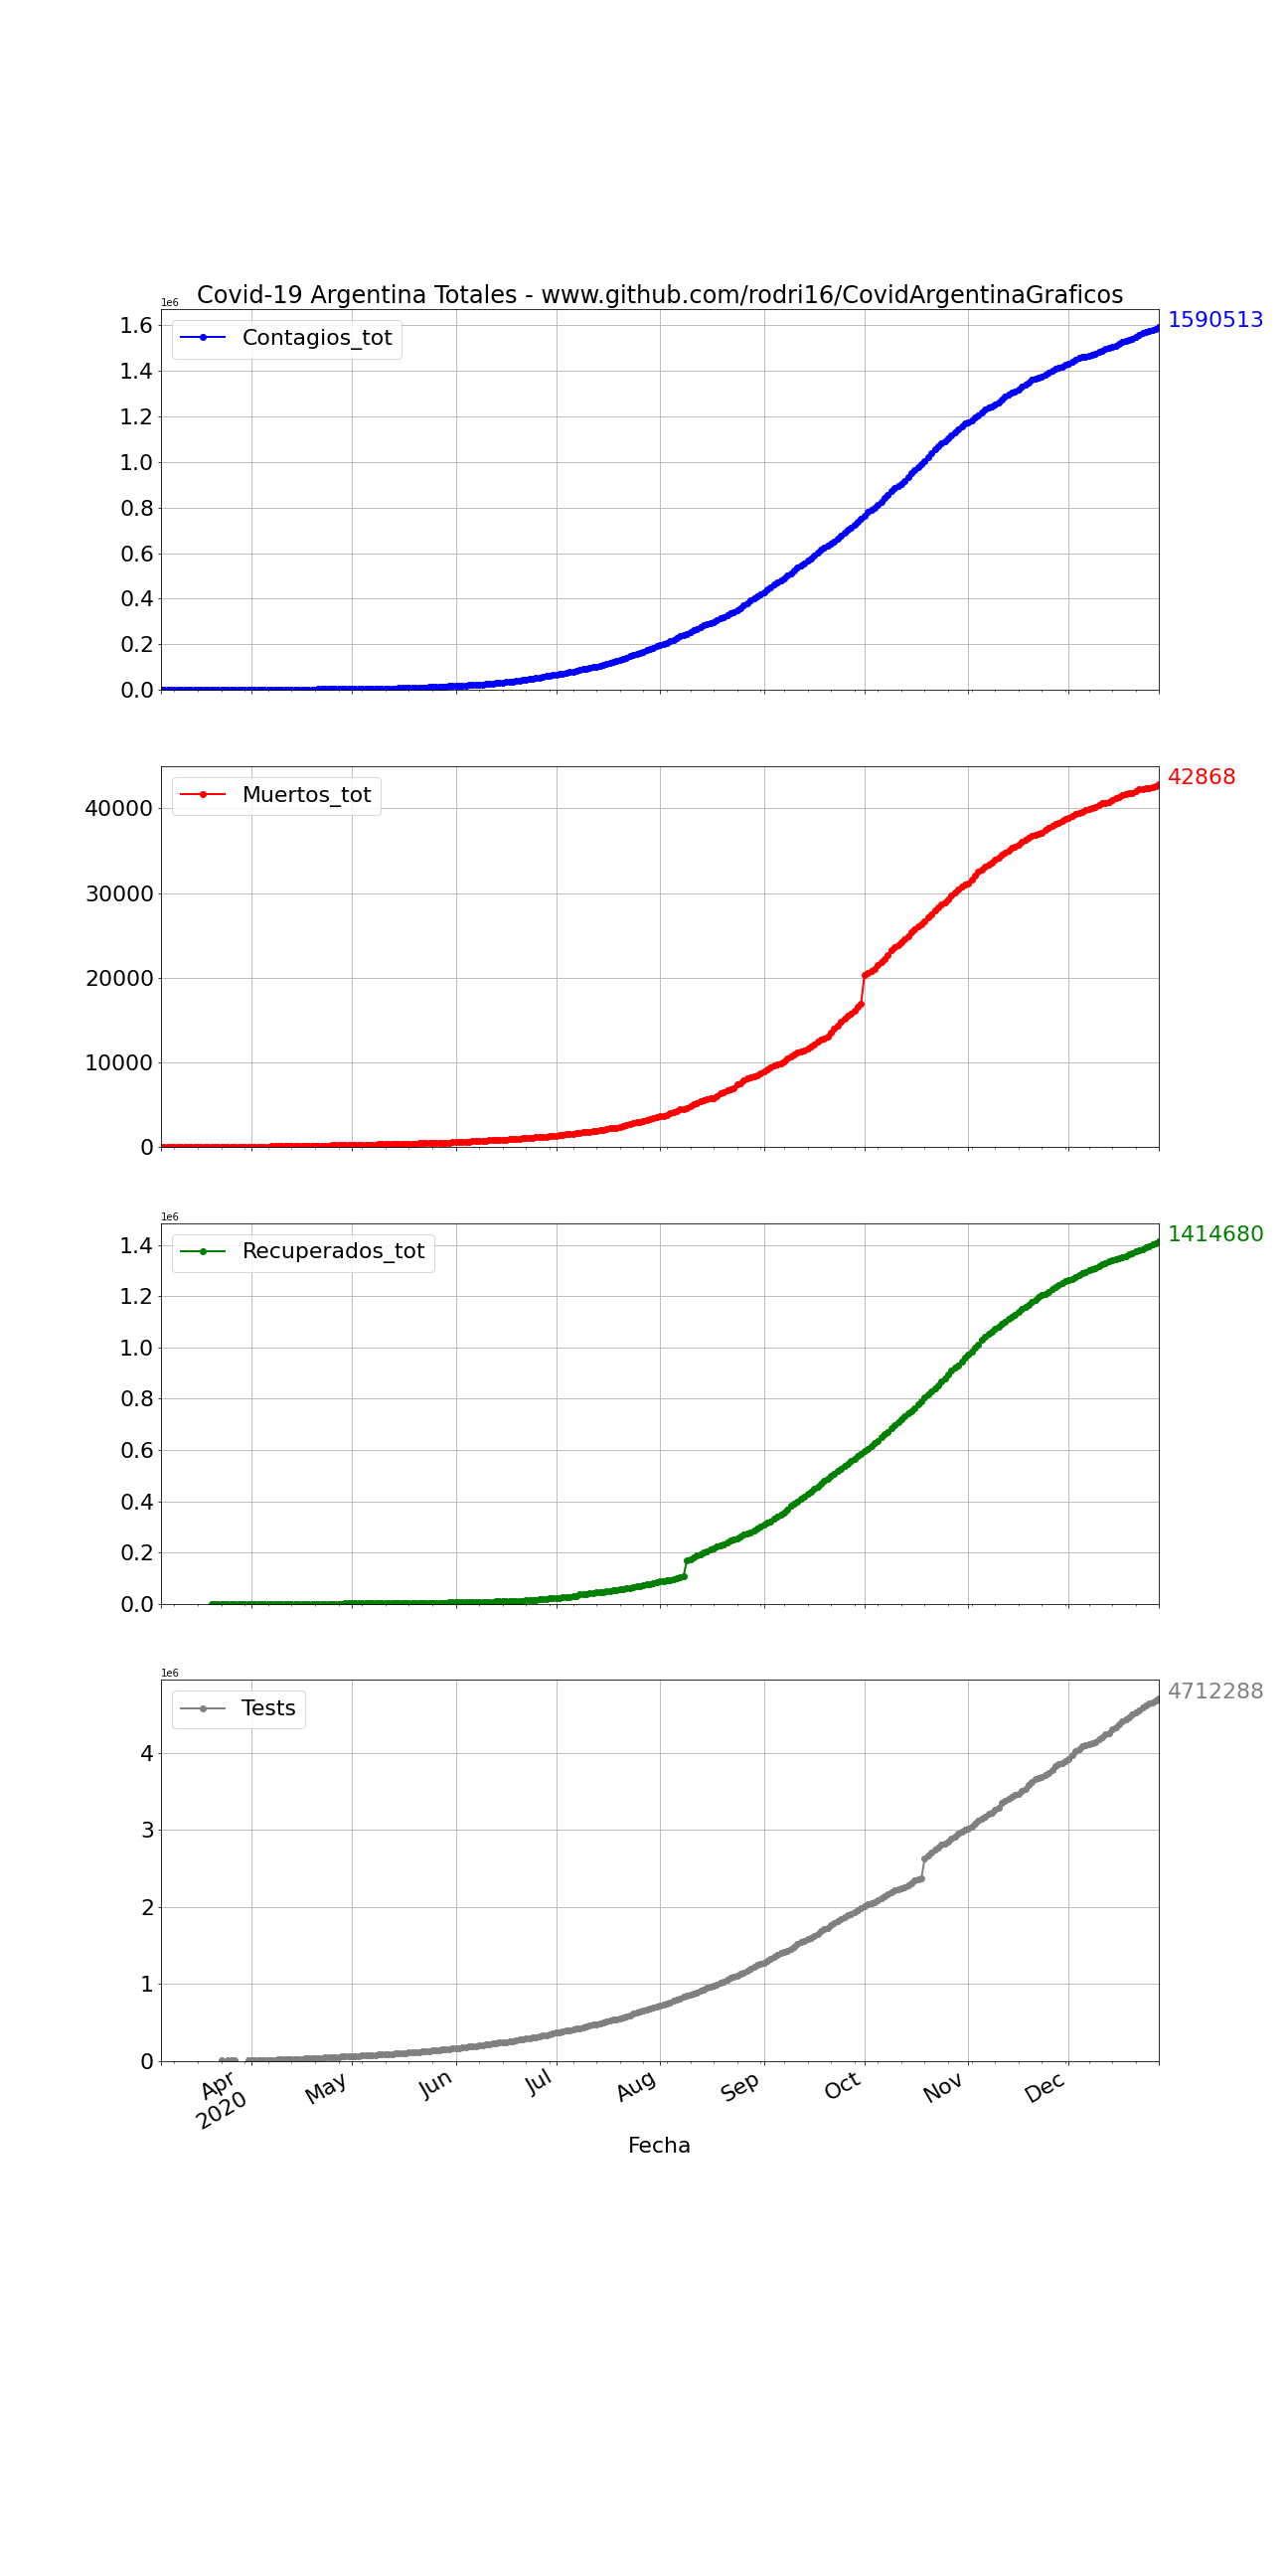 Covid-19 Argentina Totales - www.github.com/rodri16/CovidArgentinaGraficos
1e6
1590513
1.6
Contagios_tot
1.4
1.2
1.0
0.8
0.6
0.4
0.2
0.0
42868
Muertos_tot
40000
30000
20000
10000
0
1e6
1414680
Recuperados_tot
1.4
1.2
1.0
0.8
0.6
0.4
0.2
0.0
1e6
4712288
Tests
4
3
2
1
0
Apr
2020
May
Jun
Jul
Aug
Sep
Oct
Nov
Dec
Fecha